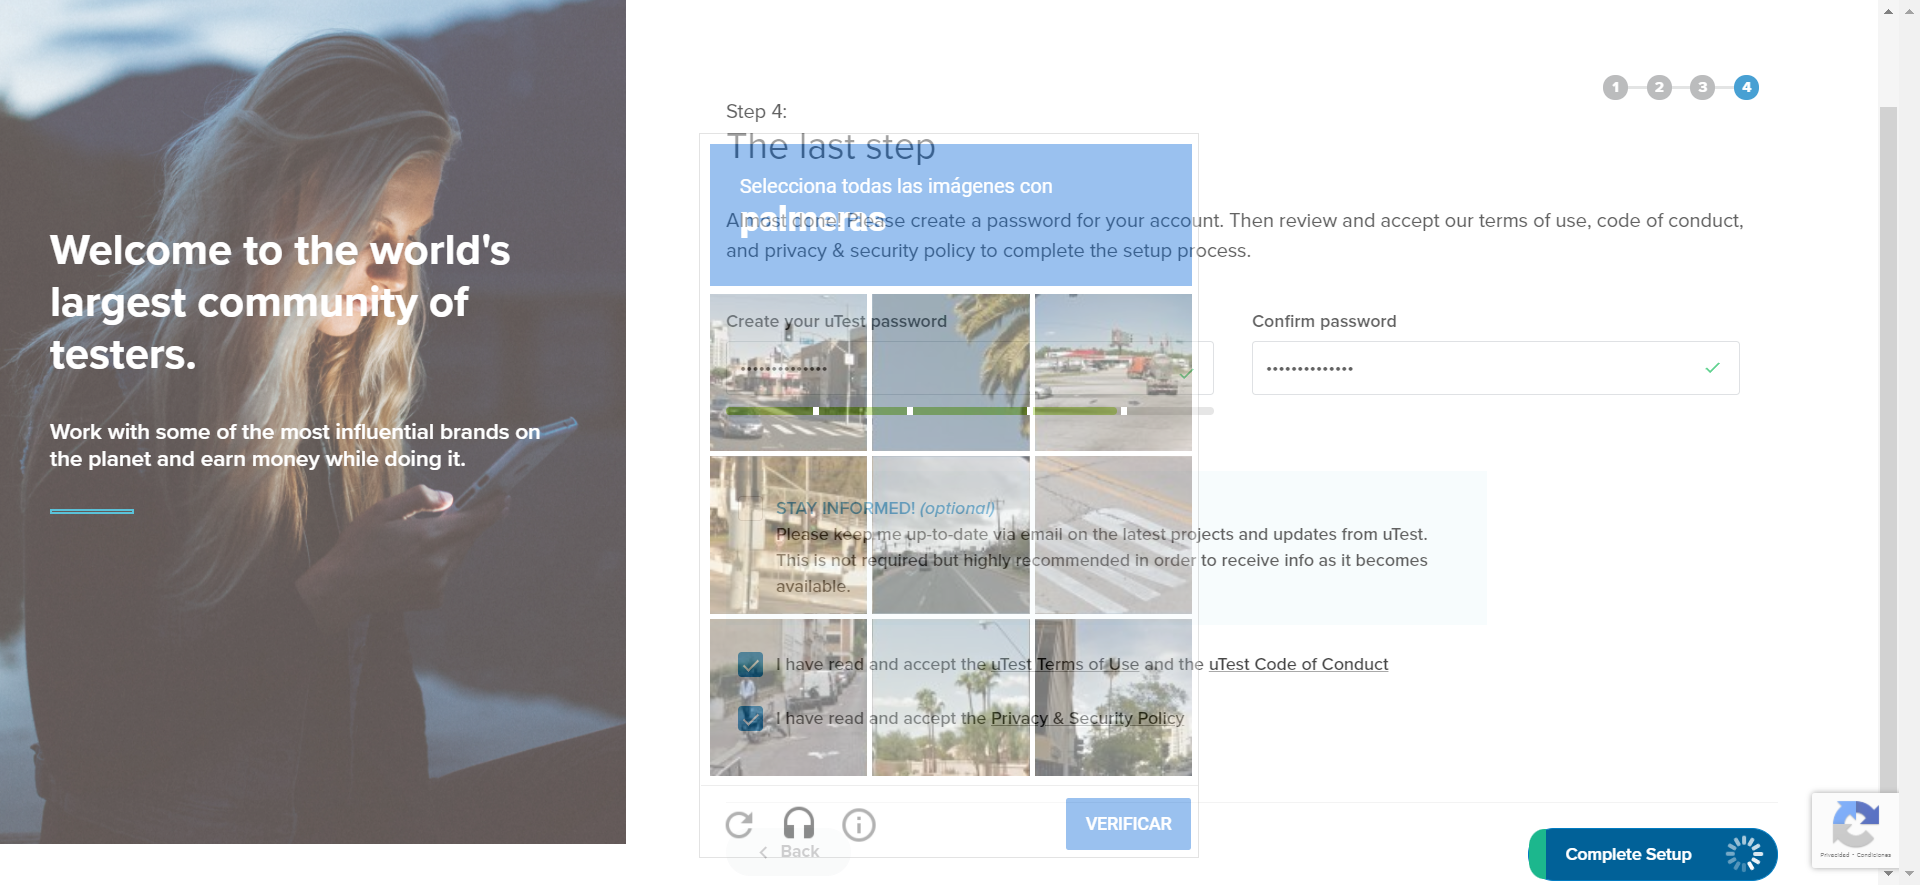 Welcome to the world's
largest community of
testers.
Work with some of the most influential brands on
the planet and earn money while doing it.
1 2 3 4
Step 4:
The last step
Selecciona todas las imágenes con
palmeras
Almost done. Please create a password for your account. Then review and accept our terms of use, code of conduct,
and privacy & security policy to complete the setup process.
Create your uTest password
Confirm password
STAY INFORMED! (optional)
Please keep me up-to-date via email on the latest projects and updates from uTest.
This is not required but highly recommended in order to receive info as it becomes
available.
I have read and accept the uTest Terms of Use and the uTest Code of Conduct
I have read and accept the Privacy & Security Policy
VERIFICAR
Back
Complete Setup
Privacidad - Condiciones